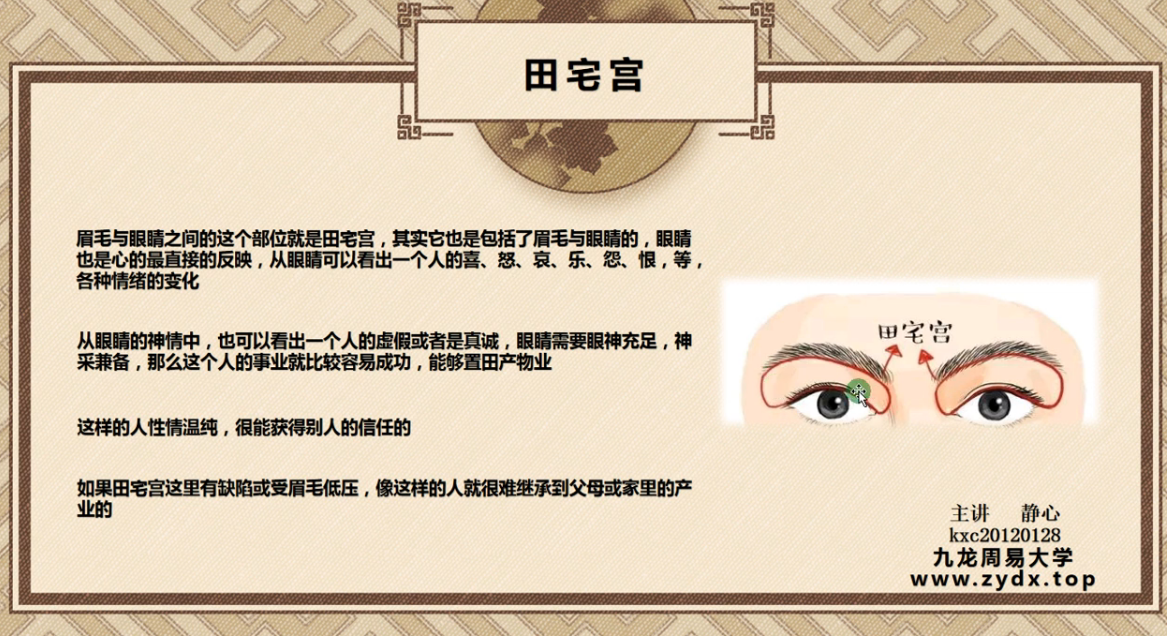 田宅宫
眉毛与眼睛之间的这个部位就是田宅宫，其实它也是包括了眉毛与眼睛的，眼睛
也是心的最直接的反映，从眼睛可以看出一个人的喜、怒、哀、乐、怨、恨，等，
各种情绪的变化
从眼睛的神情中，也可以看出一个人的虚假或者是真诚，眼睛需要眼神充足，神
采兼备，那么这个人的事业就比较容易成功，能够置田产物业
这样的人性情温纯，很能获得别人的信任的
如果田宅宫这里有缺陷或受眉毛低压，像这样的人就很难继承到父母或家里的产
业的
田宅宫
主讲 静心
kxc20120128
九龙周易大学
www.zydx.top